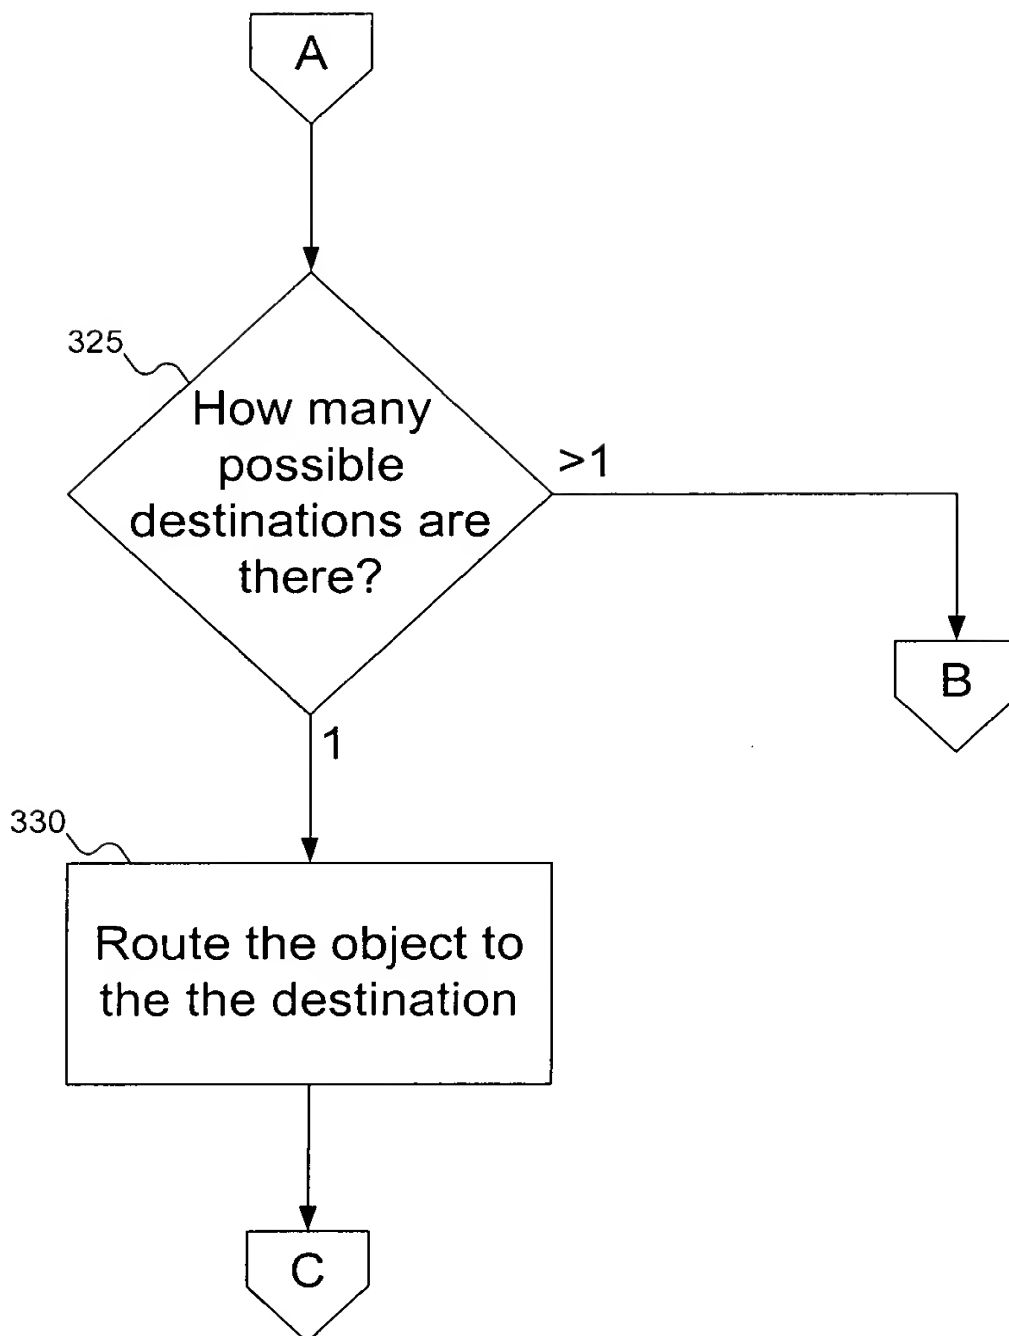 A
325
How many
possible
destinations are
there?
>1
B
1
330
Route the object to
the the destination
C